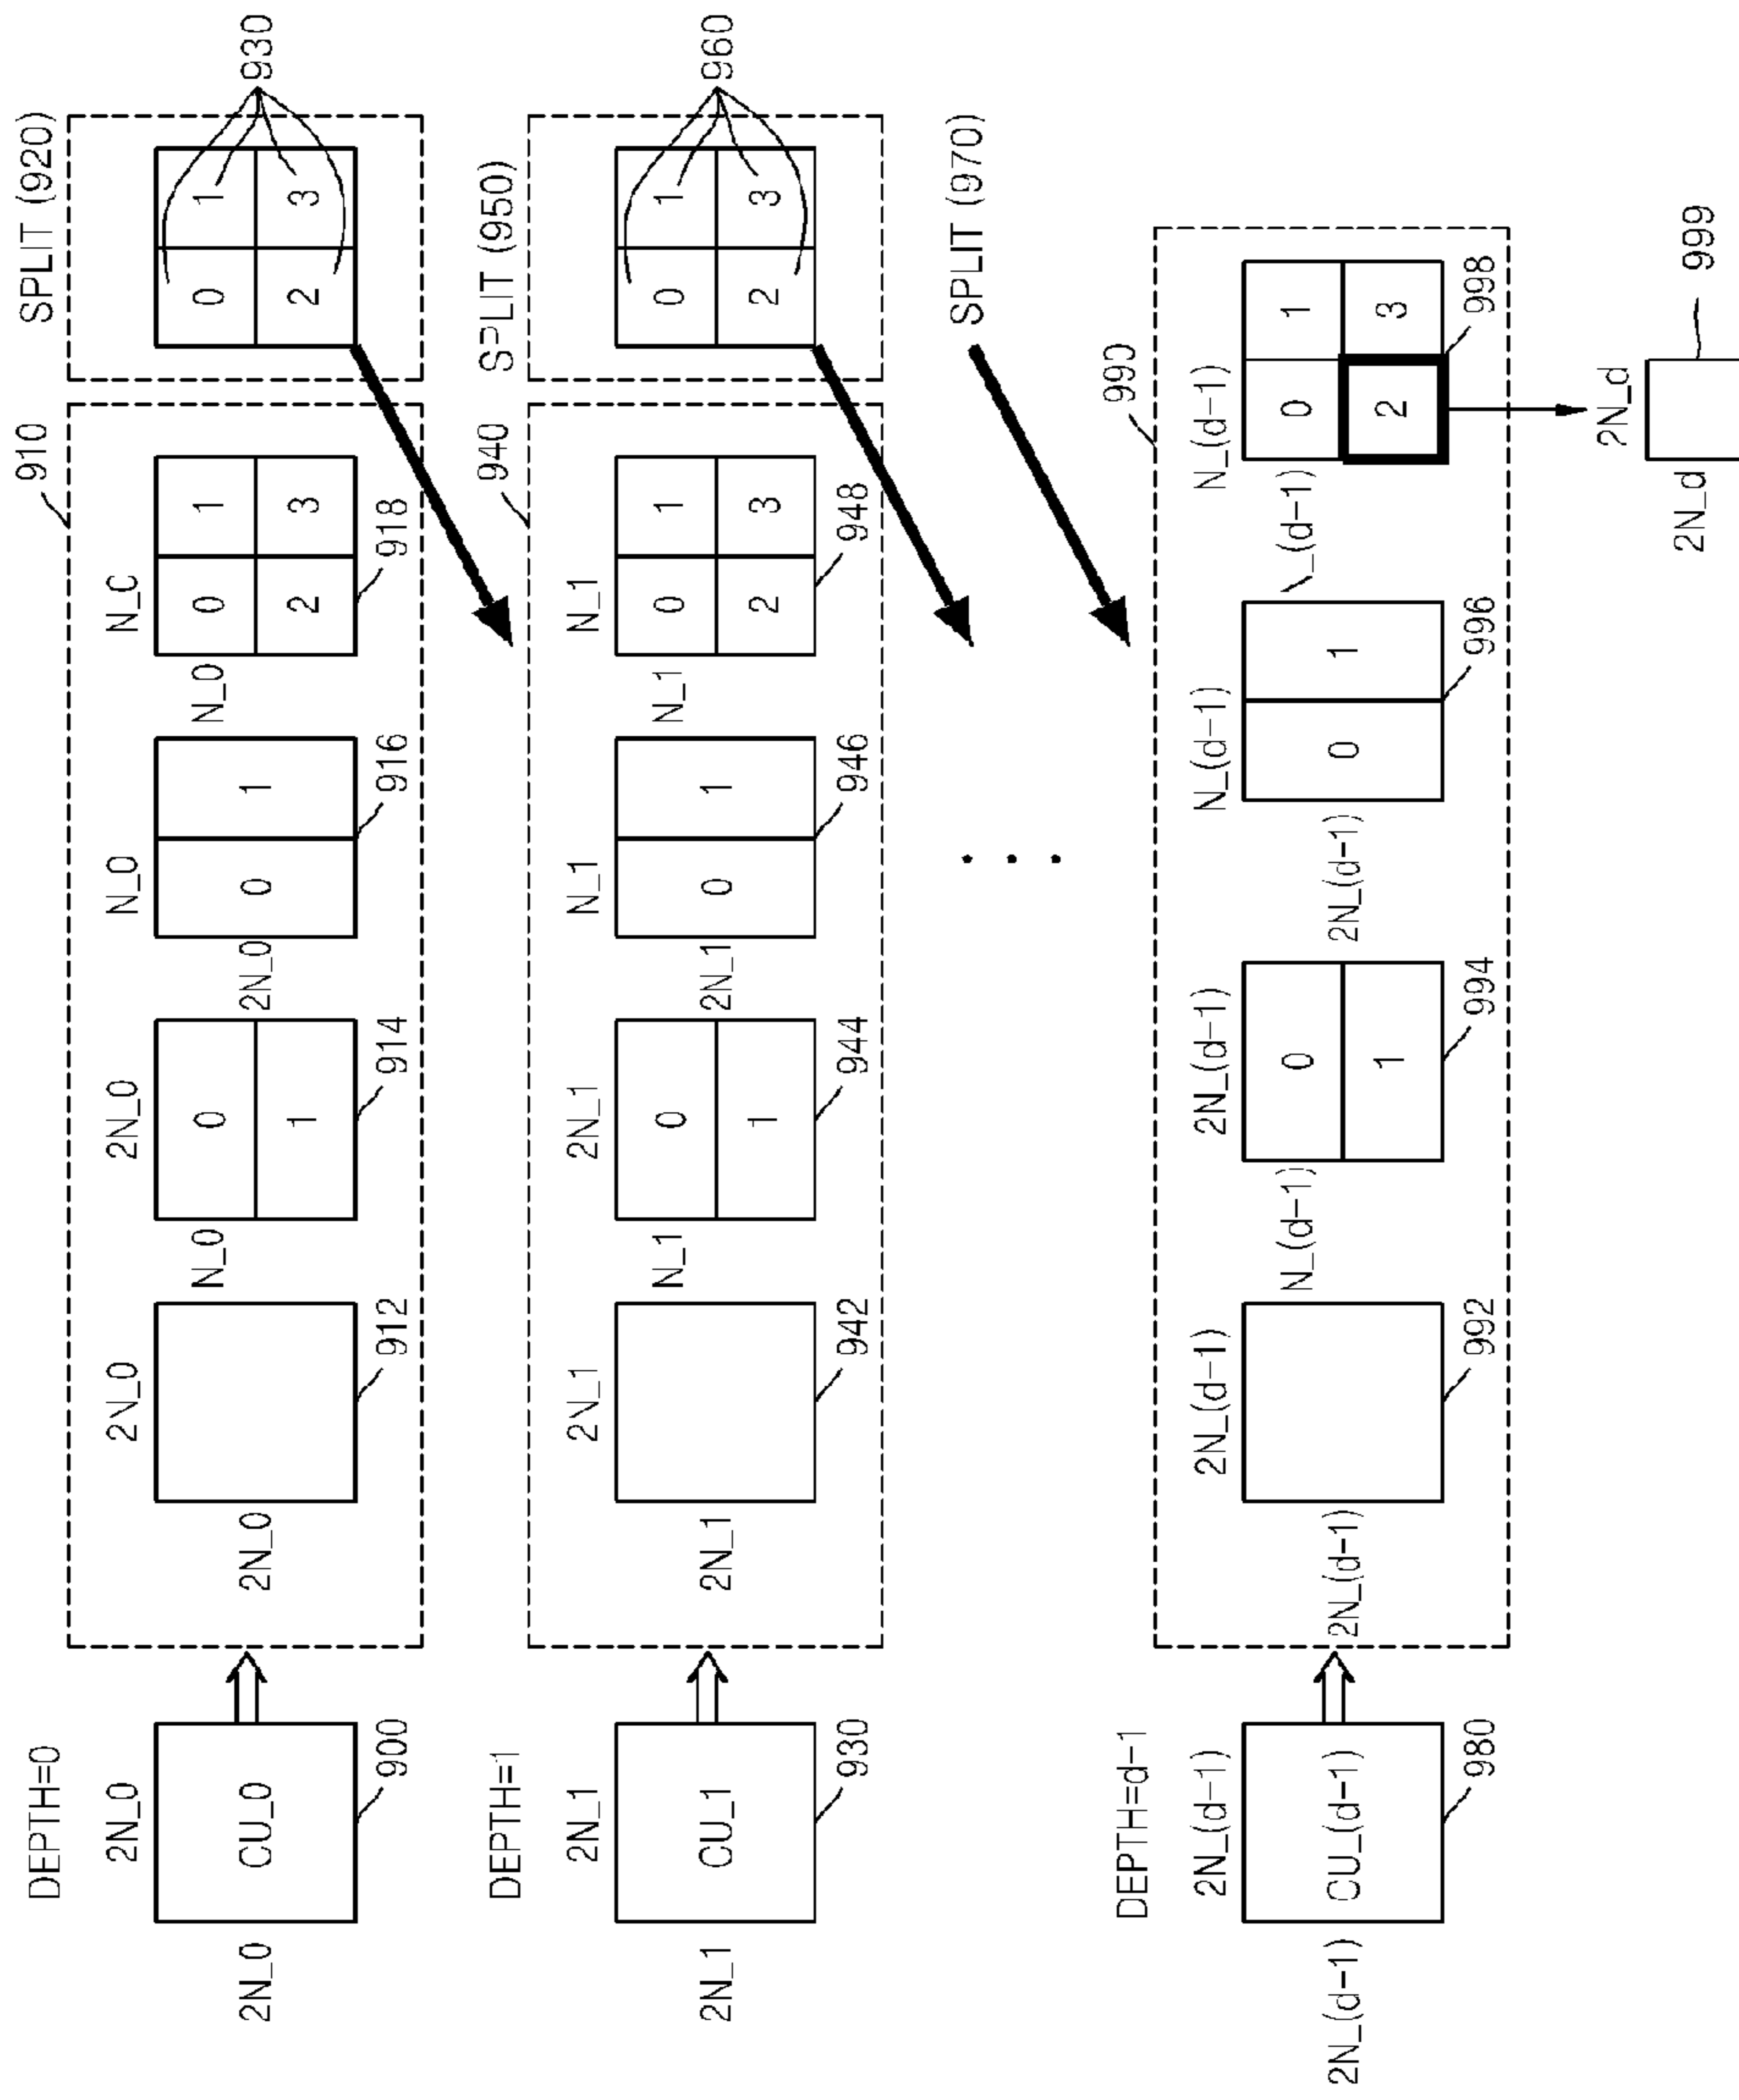 DEPTH=0
2N_0
2N_0
CU_0
900
910
2N_0
2N_0
912
2N_0
N_0
0
1
914
N_0
2N_0
0 1
916
N_C
N_0
0 1
2 3
918
SPLIT (920)
0 1
2 3
930
DEPTH=1
2N_1
2N_1
CU_1
930
940
2N_1
2N_1
942
2N_1
N_1
0
1
944
N_1
2N_1
0 1
946
N_1
N_1
0 1
2 3
948
SPLIT (950)
0 1
2 3
960
. . .
SPLIT (970)
DEPTH=d-1
2N_(d-1)
2N_(d-1)
CU_(d-1)
980
990
2N_(d-1)
2N_(d-1)
992
2N_(d-1)
N_(d-1)
0
1
994
N_(d-1)
2N_(d-1)
0 1
996
N_(d-1)
_(d-1)
0 1
2 3
998
2N_d
2N_d
999